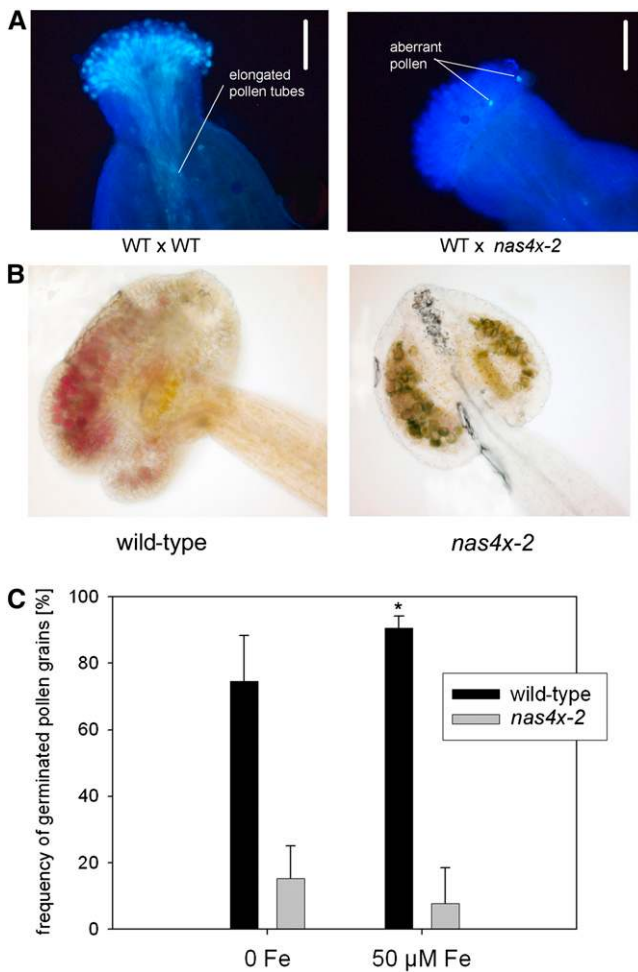 A
elongated
pollen tubes
aberrant
pollen
WT x WT
WT x nas4x-2
B
wild-type
nas4x-2
C
frequency of germinated pollen grains [%]
100
80
60
40
20
0
*
wild-type
nas4x-2
0 Fe
50 µM Fe